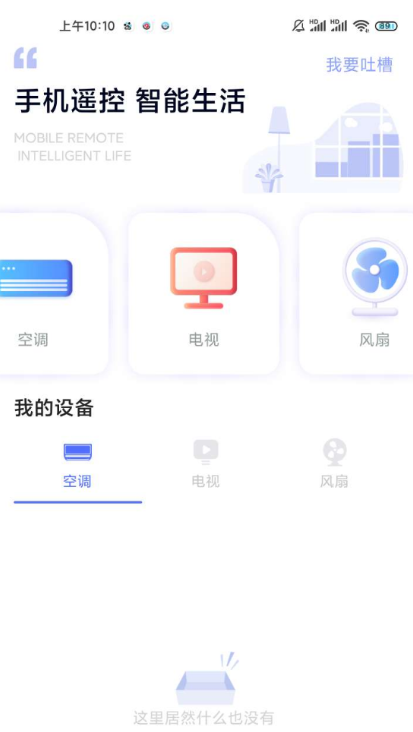 上午10:10
HD HD 89
我要吐槽
手机遥控 智能生活
MOBILE REMOTE
INTELLIGENT LIFE
空调 电视 风扇
我的设备
空调 电视 风扇
这里居然什么也没有